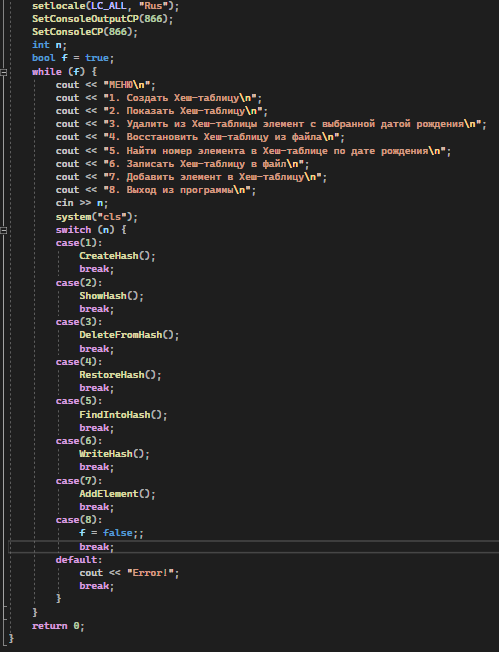 setlocale(LC_ALL, "Rus");
SetConsoleOutputCP(866);
SetConsoleCP(866);
int n;
bool f = true;
while (f) {
cout << "МЕНЮ\n";
cout << "1. Создать Хеш-таблицу\n";
cout << "2. Показать Хеш-таблицу\n";
cout << "3. Удалить из Хеш-таблицы элемент с выбранной датой рождения\n";
cout << "4. Восстановить Хеш-таблицу из файла\n";
cout << "5. Найти номер элемента в Хеш-таблице по дате рождения\n";
cout << "6. Записать Хеш-таблицу в файл\n";
cout << "7. Добавить элемент в Хеш-таблицу\n";
cout << "8. Выход из программы\n";
cin >> n;
system("cls");
switch (n) {
case(1):
CreateHash();
break;
case(2):
ShowHash();
break;
case(3):
DeleteFromHash();
break;
case(4):
RestoreHash();
break;
case(5):
FindIntoHash();
break;
case(6):
WriteHash();
break;
case(7):
AddElement();
break;
case(8):
f = false;;
break;
default:
cout << "Error!";
break;
}
}
return 0;
}